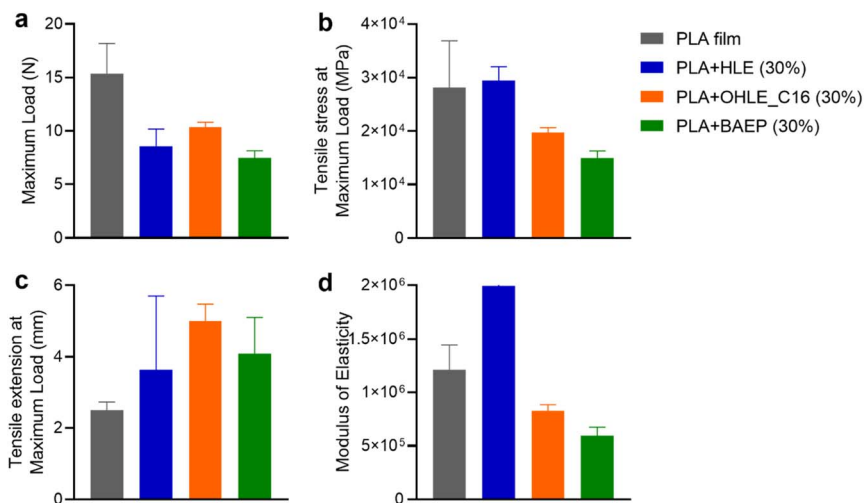 a
Maximum Load (N)
20
15
10
5
0
b
Tensile stress at
Maximum Load (MPa)
4×10⁴
3×10⁴
2×10⁴
1×10⁴
0
PLA film
PLA+HLE (30%)
PLA+OHLE_C16 (30%)
PLA+BAEP (30%)
c
Tensile extension at
Maximum Load (mm)
6
4
2
0
d
Modulus of Elasticity
2×10⁶
1.5×10⁶
1×10⁶
5×10⁵
0